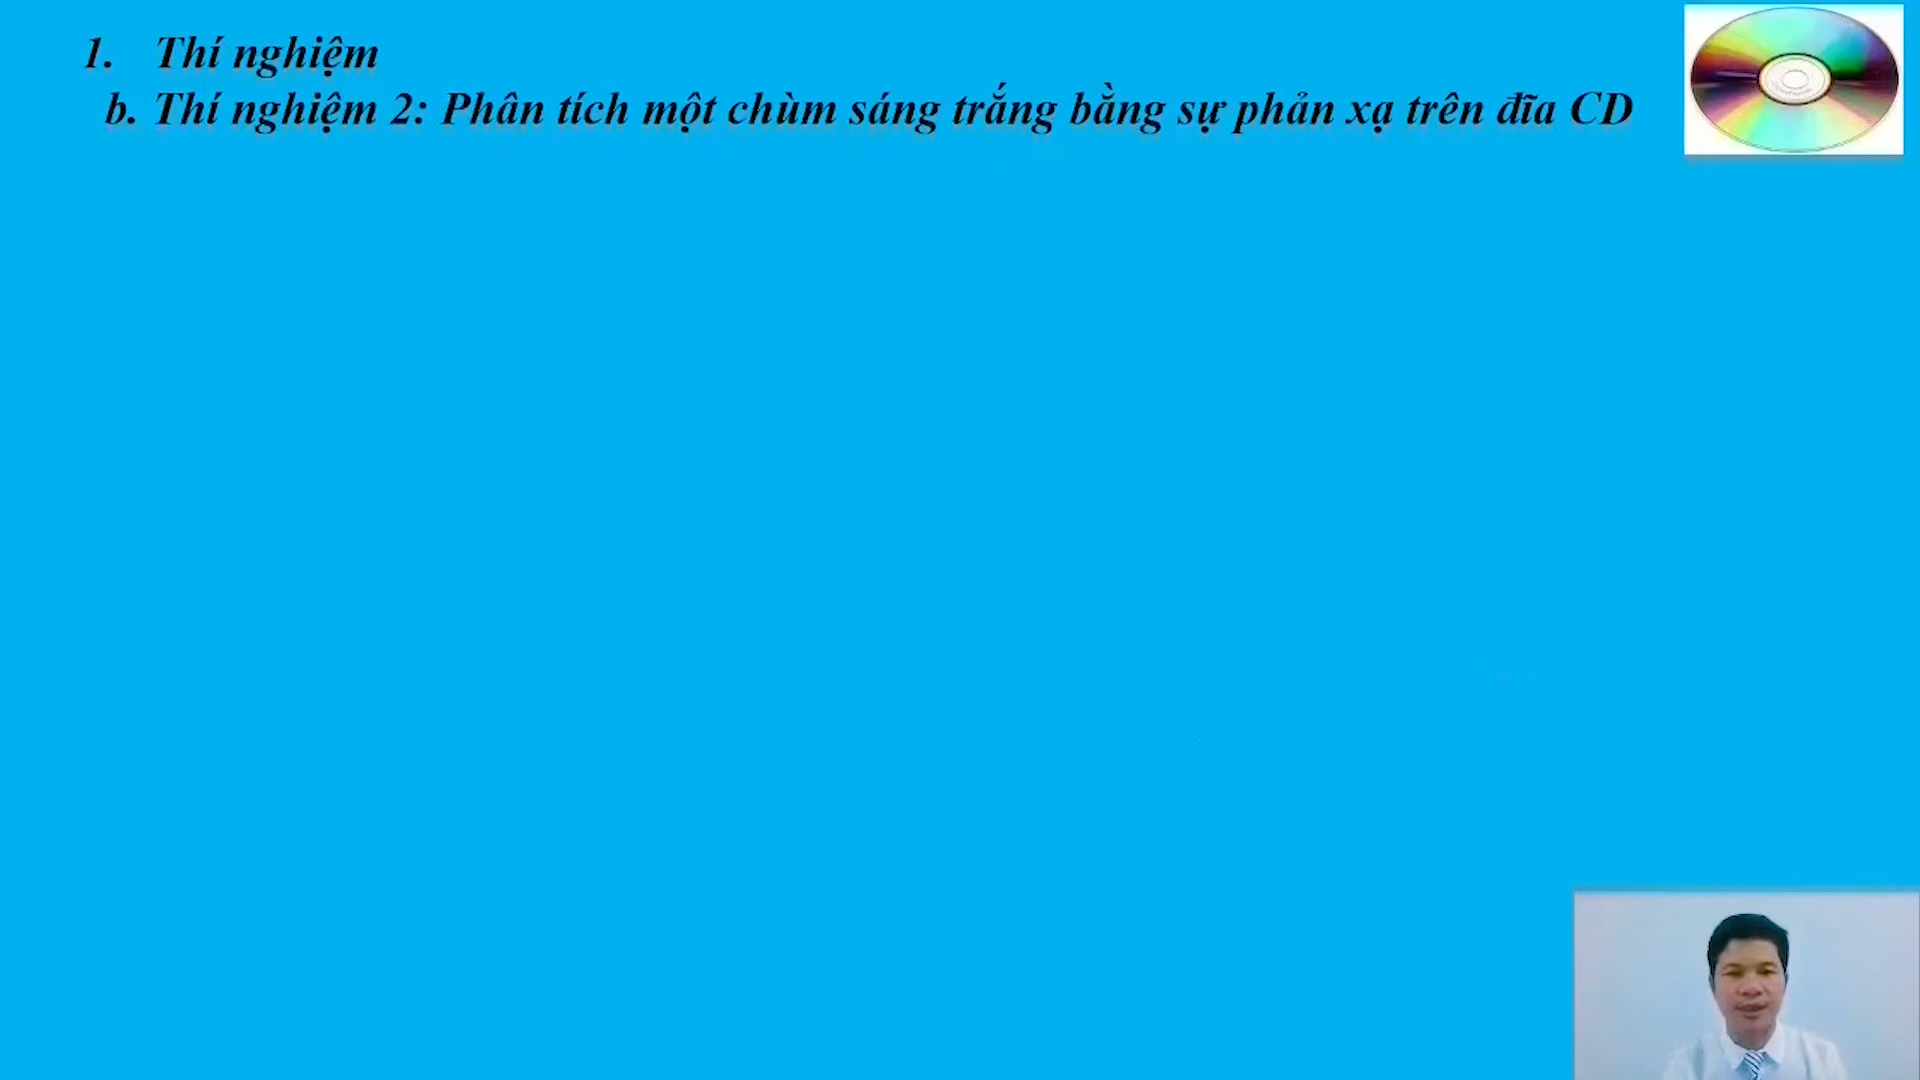 1. Thí nghiệm
b. Thí nghiệm 2: Phân tích một chùm sáng trắng bằng sự phản xạ trên đĩa CD